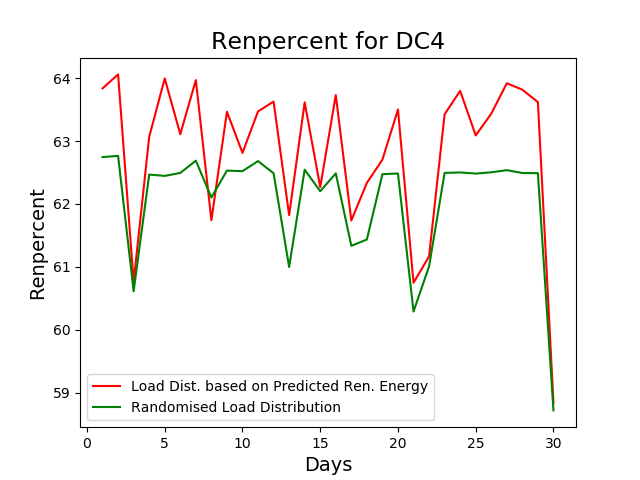 Renpercent for DC4
64
63
62
61
60
59
Renpercent
Load Dist. based on Predicted Ren. Energy
Randomised Load Distribution
0 5 10 15 20 25 30
Days